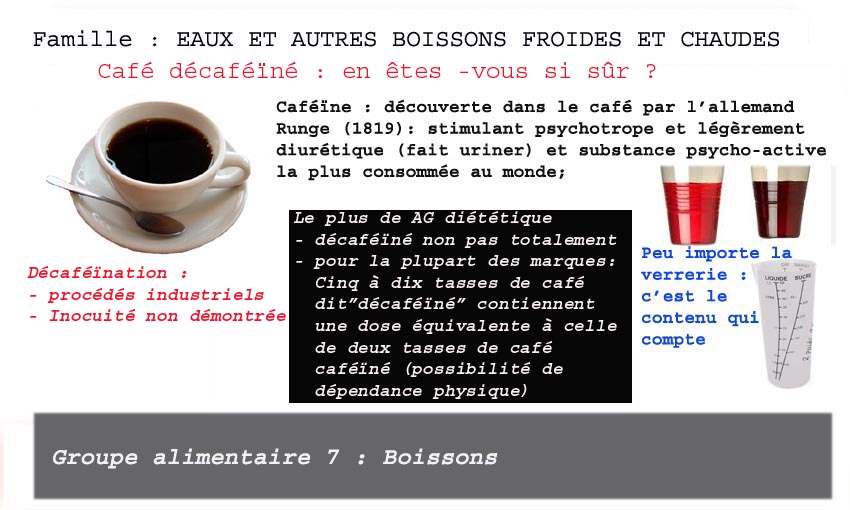 Famille : EAUX ET AUTRES BOISSONS FROIDES ET CHAUDES
Café décaféïné : en êtes -vous si sûr ?
Caféïne : découverte dans le café par l’allemand
Runge (1819): stimulant psychotrope et légèrement
diurétique (fait uriner) et substance psycho-active
la plus consommée au monde;
Le plus de AG diététique
- décaféïné non pas totalement
- pour la plupart des marques:
Cinq à dix tasses de café
dit”décaféïné” contiennent
une dose équivalente à celle
de deux tasses de café
caféïné (possibilité de
dépendance physique)
Décaféination :
- procédés industriels
- Inocuité non démontrée
Peu importe la
verrerie :
c’est le
contenu qui
compte
LIQUIDE SUCRE
Groupe alimentaire 7 : Boissons